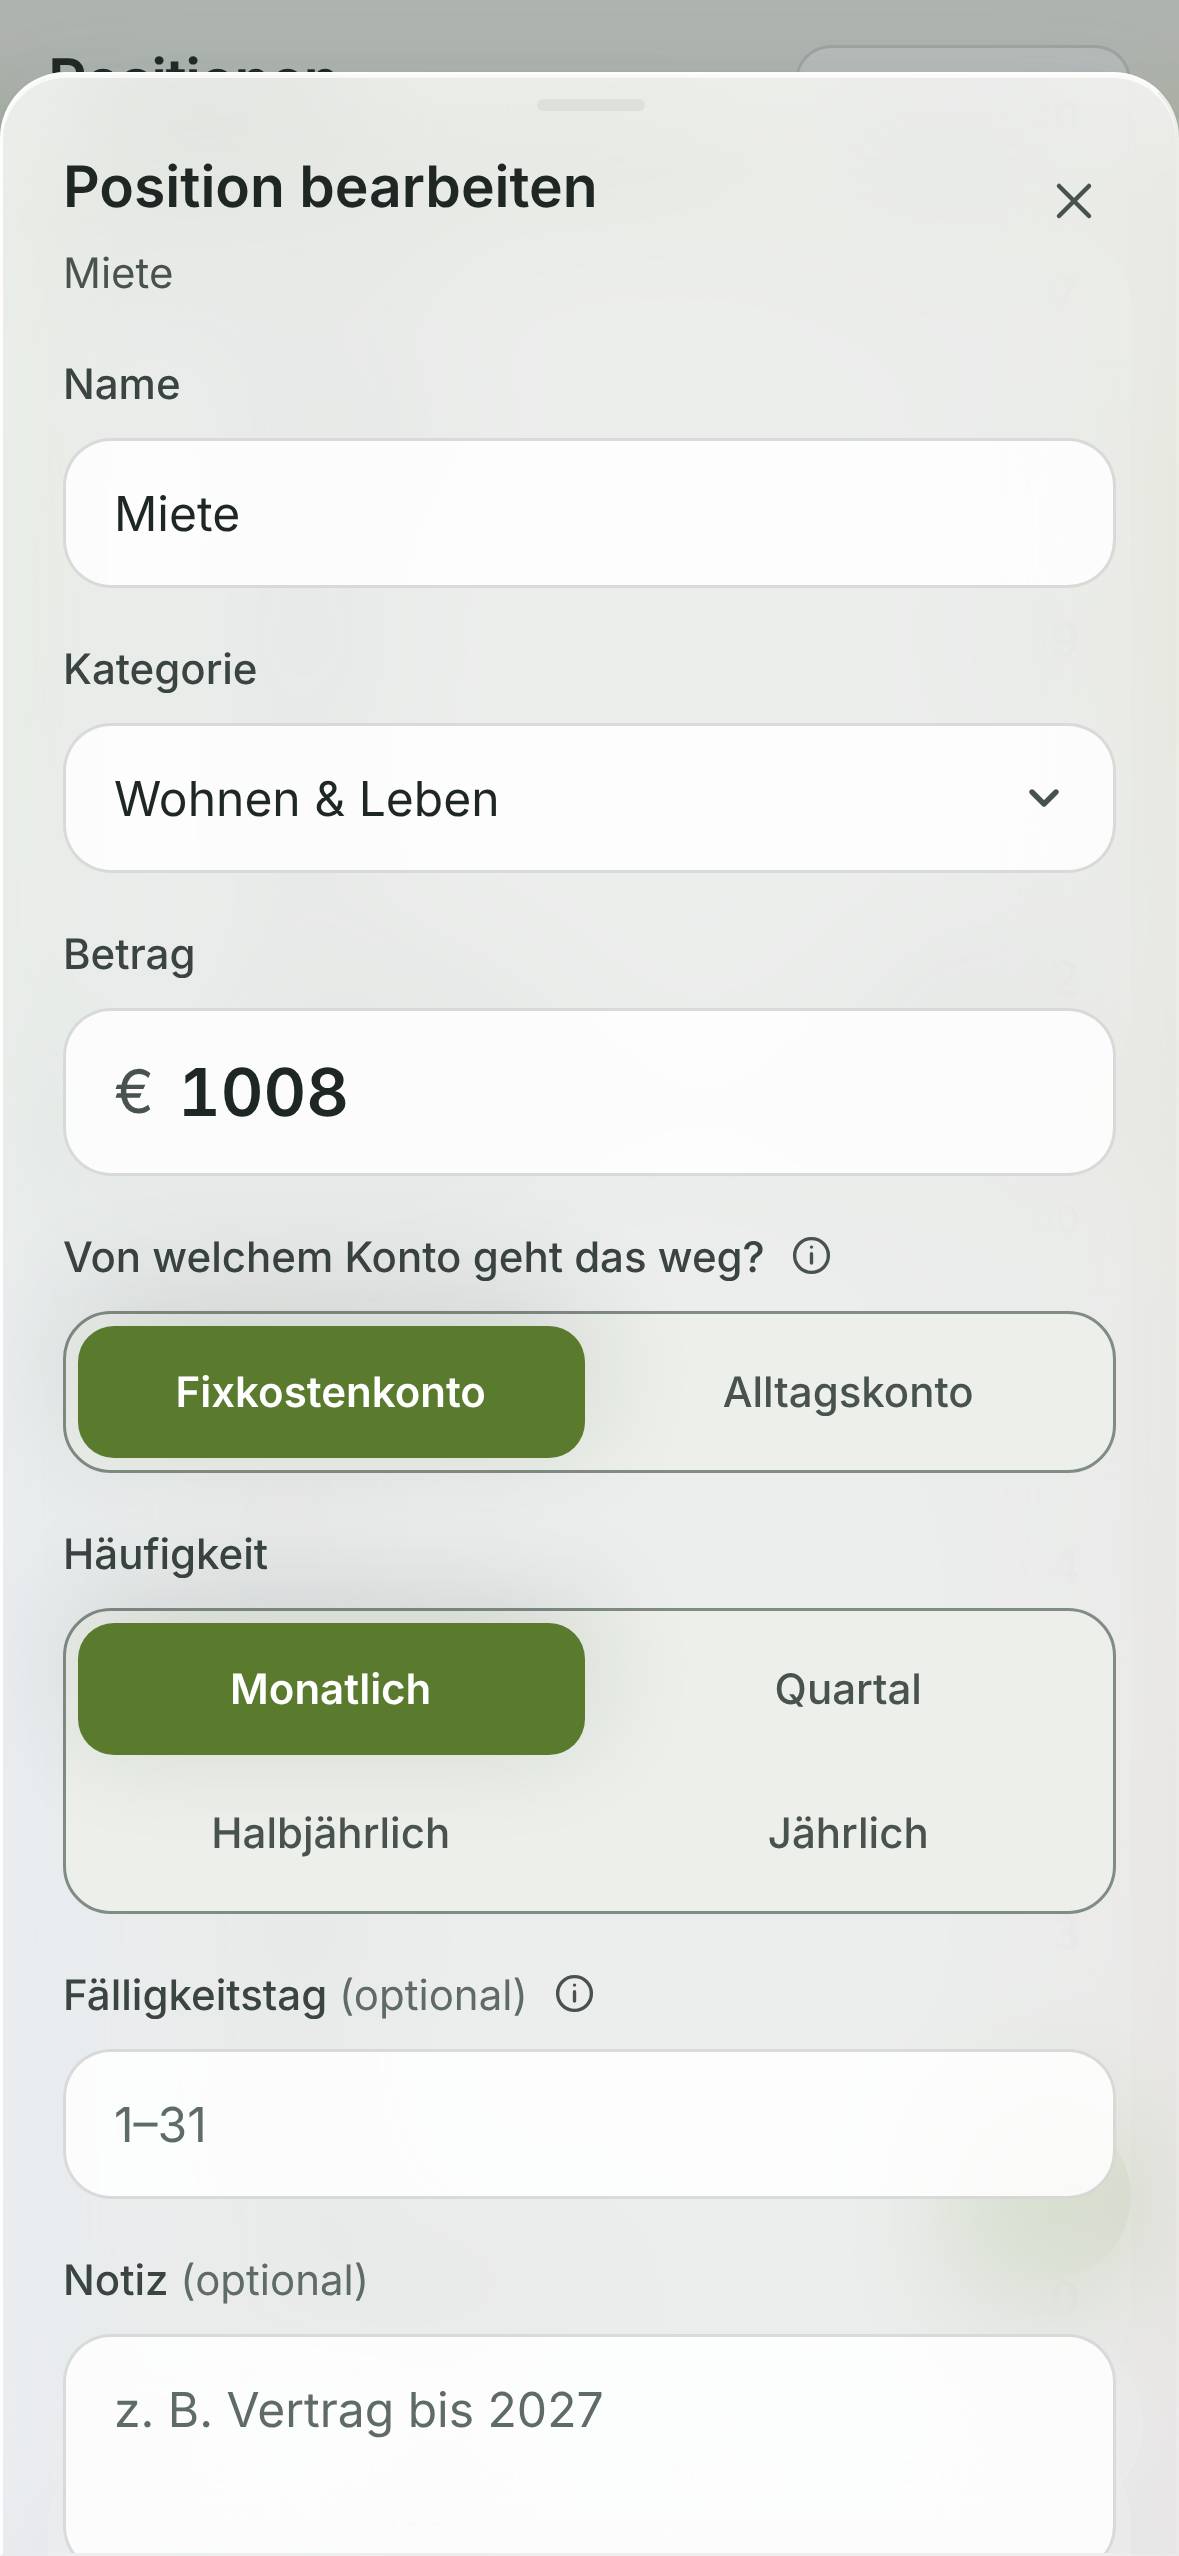 Positionen
Position bearbeiten
Miete
Name
Miete
Kategorie
Wohnen & Leben
Betrag
€ 1008
Von welchem Konto geht das weg?
Fixkostenkonto Alltagskonto
Häufigkeit
Monatlich Quartal
Halbjährlich Jährlich
Fälligkeitstag (optional)
1–31
Notiz (optional)
z. B. Vertrag bis 2027